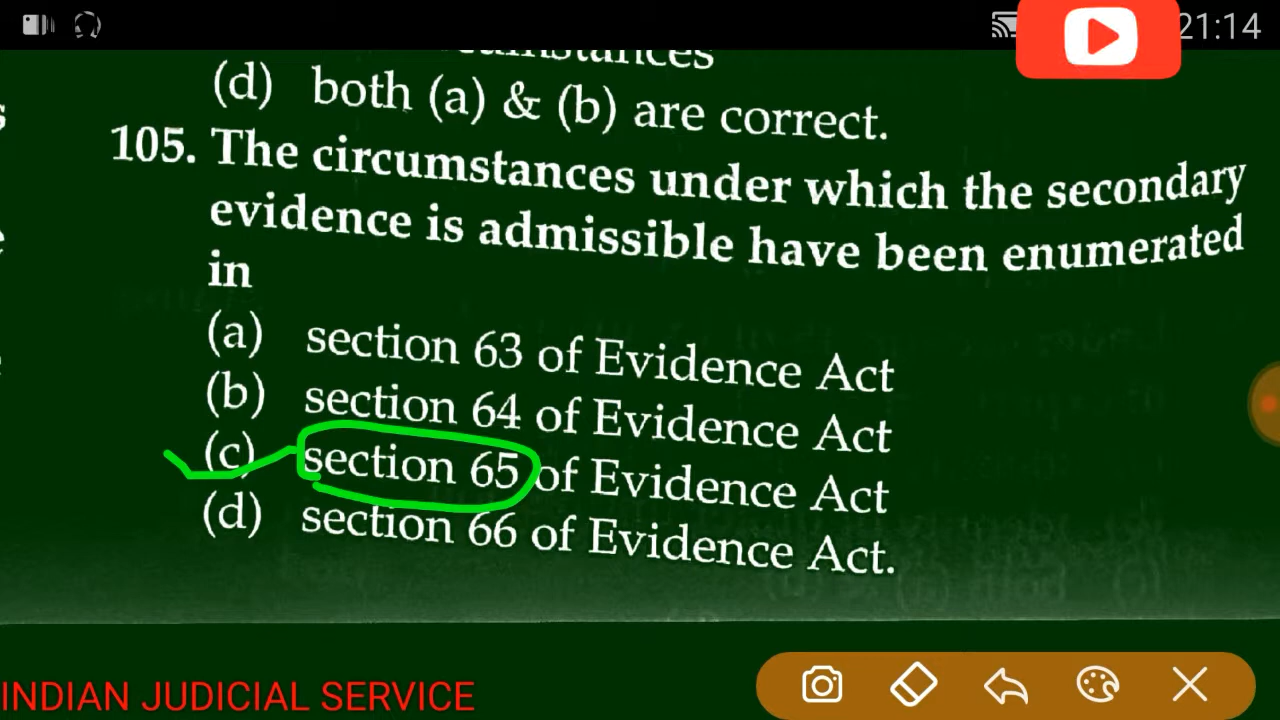 21:14
(d) both (a) & (b) are correct.
105. The circumstances under which the secondary
evidence is admissible have been enumerated
in
(a) section 63 of Evidence Act
(b) section 64 of Evidence Act
(c) section 65 of Evidence Act
(d) section 66 of Evidence Act.
INDIAN JUDICIAL SERVICE